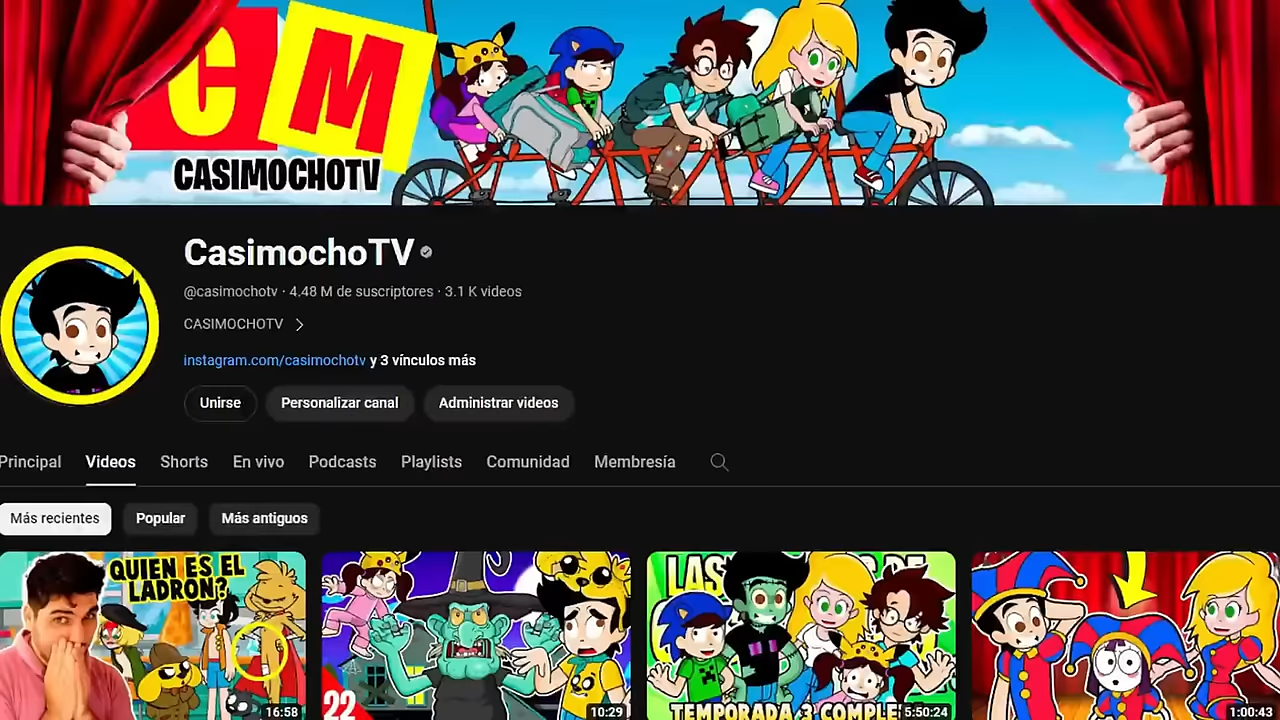 CM
CASIMOCHOTV
CasimochoTV
@casimochotv · 4.48 M de suscriptores · 3.1 K videos
CASIMOCHOTV
instagram.com/casimochotv y 3 vínculos más
Unirse Personalizar canal Administrar videos
Principal Videos Shorts En vivo Podcasts Playlists Comunidad Membresía
Más recientes Popular Más antiguos
QUIEN ES EL
LADRON?
16:58
22
10:29
LAS DE
TEMPORADA 3 COMPLE
5:50:24
1:00:43